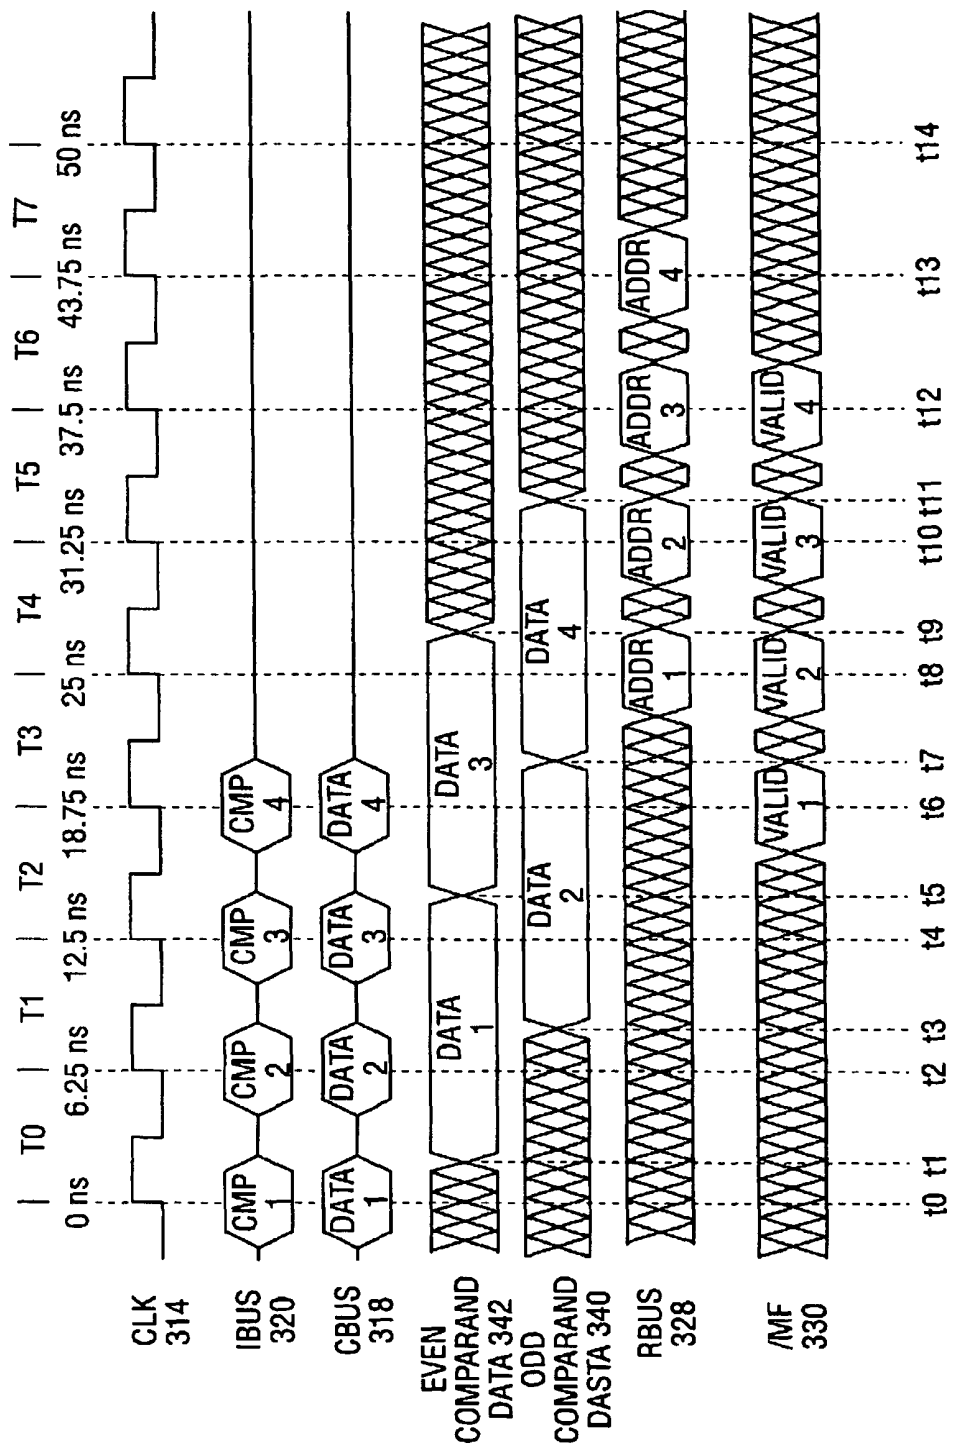 T0 T1 T2 T3 T4 T5 T6 T7
0 ns 6.25 ns 12.5 ns 18.75 ns 25 ns 31.25 ns 37.5 ns 43.75 ns 50 ns
CLK
314
IBUS
320
CMP
1
CMP
2
CMP
3
CMP
4
CBUS
318
DATA
1
DATA
2
DATA
3
DATA
4
EVEN
COMPARAND
DATA 342
DATA
1
DATA
3
ODD
COMPARAND
DASTA 340
DATA
2
DATA
4
RBUS
328
ADDR
1
ADDR
2
ADDR
3
ADDR
4
/MF
330
VALID
1
VALID
2
VALID
3
VALID
4
t0 t1 t2 t3 t4 t5 t6 t7 t8 t9 t10 t11 t12 t13 t14